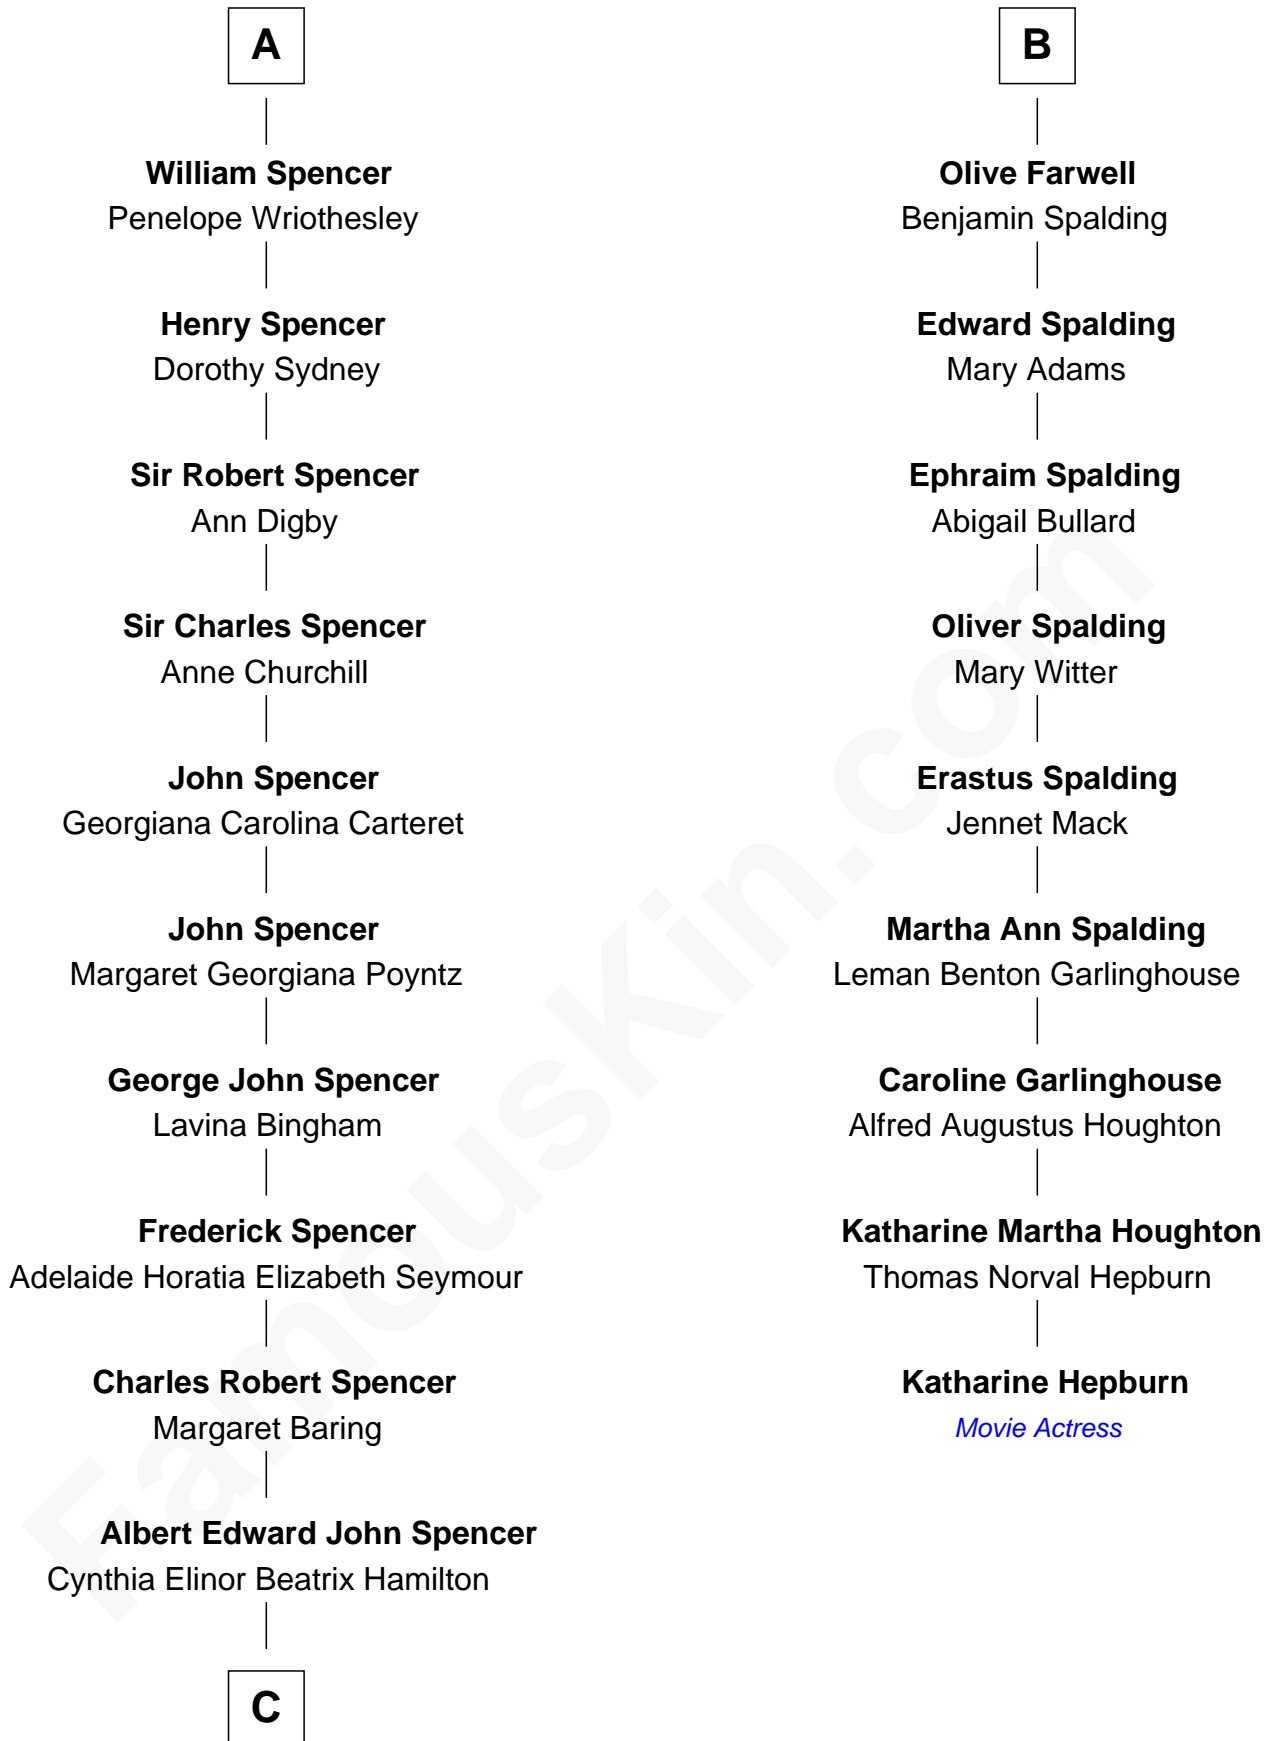 A
William Spencer
Penelope Wriothesley
Henry Spencer
Dorothy Sydney
Sir Robert Spencer
Ann Digby
Sir Charles Spencer
Anne Churchill
John Spencer
Georgiana Carolina Carteret
John Spencer
Margaret Georgiana Poyntz
George John Spencer
Lavina Bingham
Frederick Spencer
Adelaide Horatia Elizabeth Seymour
Charles Robert Spencer
Margaret Baring
Albert Edward John Spencer
Cynthia Elinor Beatrix Hamilton
C
B
Olive Farwell
Benjamin Spalding
Edward Spalding
Mary Adams
Ephraim Spalding
Abigail Bullard
Oliver Spalding
Mary Witter
Erastus Spalding
Jennet Mack
Martha Ann Spalding
Leman Benton Garlinghouse
Caroline Garlinghouse
Alfred Augustus Houghton
Katharine Martha Houghton
Thomas Norval Hepburn
Katharine Hepburn
Movie Actress
FamousKin.com